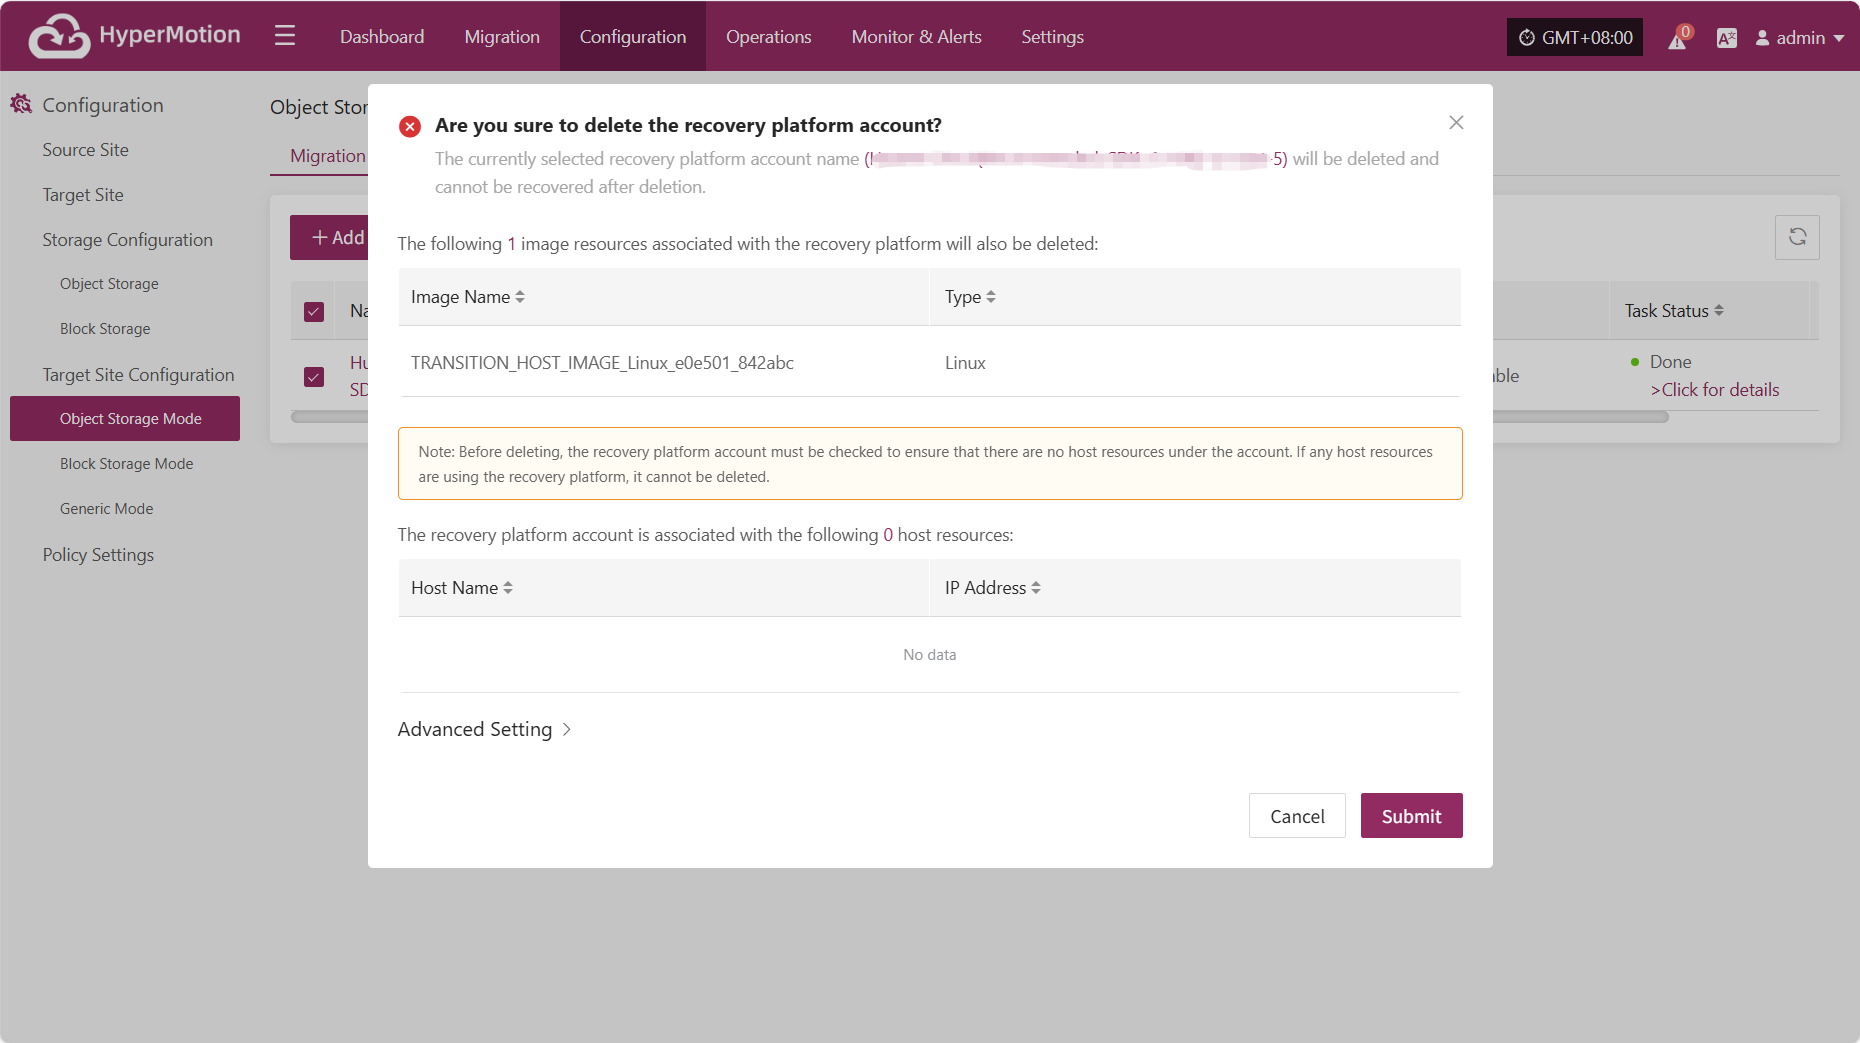 HyperMotion
Dashboard
Migration
Configuration
Operations
Monitor & Alerts
Settings
GMT+08:00
0
admin
Configuration
Source Site
Target Site
Storage Configuration
Object Storage
Block Storage
Target Site Configuration
Object Storage Mode
Block Storage Mode
Generic Mode
Policy Settings
Object Stor
Migration
+ Add
Na
Hu
SD
Task Status
able
Done
>Click for details
Are you sure to delete the recovery platform account?
The currently selected recovery platform account name ( -5) will be deleted and
cannot be recovered after deletion.
The following 1 image resources associated with the recovery platform will also be deleted:
Image Name
Type
TRANSITION_HOST_IMAGE_Linux_e0e501_842abc
Linux
Note: Before deleting, the recovery platform account must be checked to ensure that there are no host resources under the account. If any host resources
are using the recovery platform, it cannot be deleted.
The recovery platform account is associated with the following 0 host resources:
Host Name
IP Address
No data
Advanced Setting >
Cancel
Submit